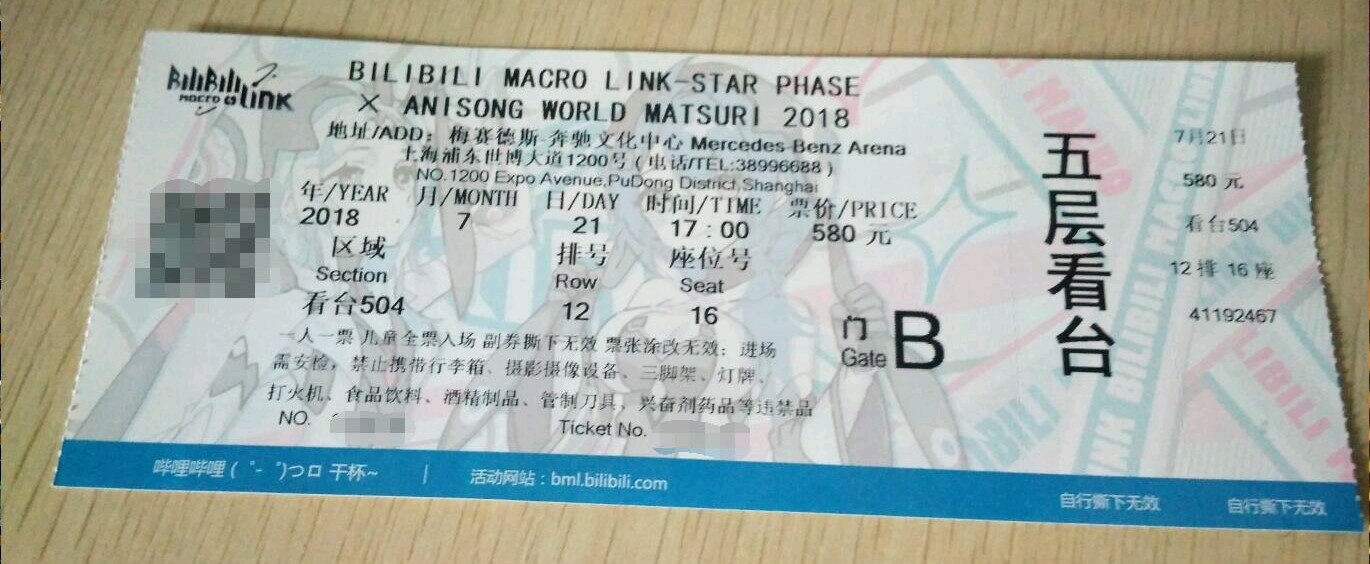 BiliBili
MACRO LINK
BILIBILI MACRO LINK-STAR PHASE
× ANISONG WORLD MATSURI 2018
地址/ADD: 梅赛德斯-奔驰文化中心 Mercedes-Benz Arena
上海浦东世博大道1200号(电话/TEL:38996688)
NO.1200 Expo Avenue,PuDong District,Shanghai
年/YEAR 月/MONTH 日/DAY 时间/TIME 票价/PRICE
2018 7 21 17:00 580 元
区域 排号 座位号
Section Row Seat
看台504 12 16
门
Gate B
一人一票 儿童全票入场 副券撕下无效 票张涂改无效;进场
需安检,禁止携带行李箱、摄影摄像设备、三脚架、灯牌、
打火机、食品饮料、酒精制品、管制刀具,兴奋剂药品等违禁品
NO. Ticket No.
哔哩哔哩 (゜-゜)つロ 干杯~ | 活动网站:bml.bilibili.com
五层看台
7月21日
580 元
看台504
12 排 16 座
41192467
自行撕下无效 自行撕下无效
MACRO
BILIBILI MACRO LINK
BILIBILI